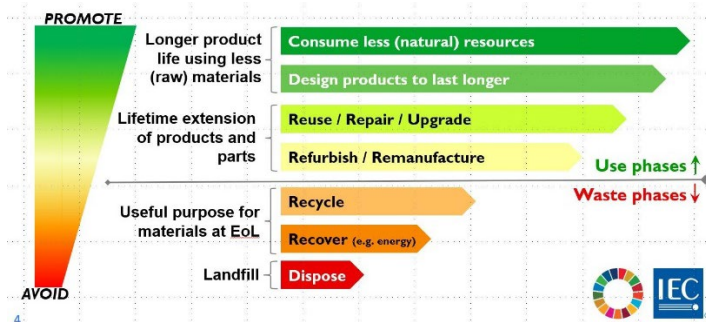 PROMOTE
Longer product
life using less
(raw) materials
Consume less (natural) resources
Design products to last longer
Lifetime extension
of products and
parts
Reuse / Repair / Upgrade
Refurbish / Remanufacture
Use phases ↑
Waste phases ↓
Useful purpose for
materials at EoL
Recycle
Recover (e.g. energy)
Landfill
Dispose
AVOID
IEC
4